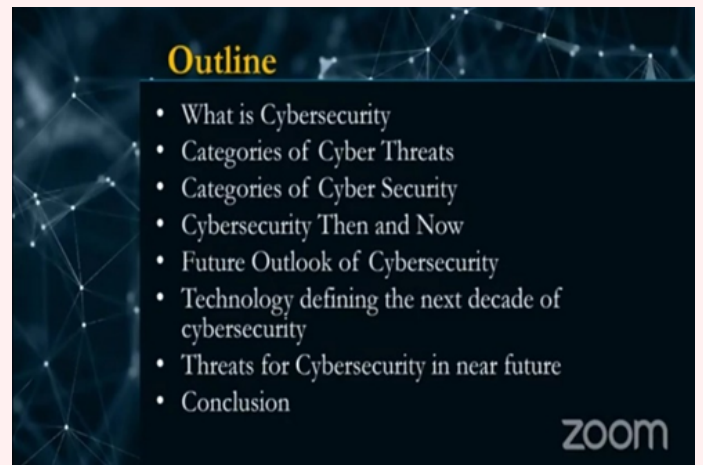 Outline
• What is Cybersecurity
• Categories of Cyber Threats
• Categories of Cyber Security
• Cybersecurity Then and Now
• Future Outlook of Cybersecurity
• Technology defining the next decade of
cybersecurity
• Threats for Cybersecurity in near future
• Conclusion
zoom